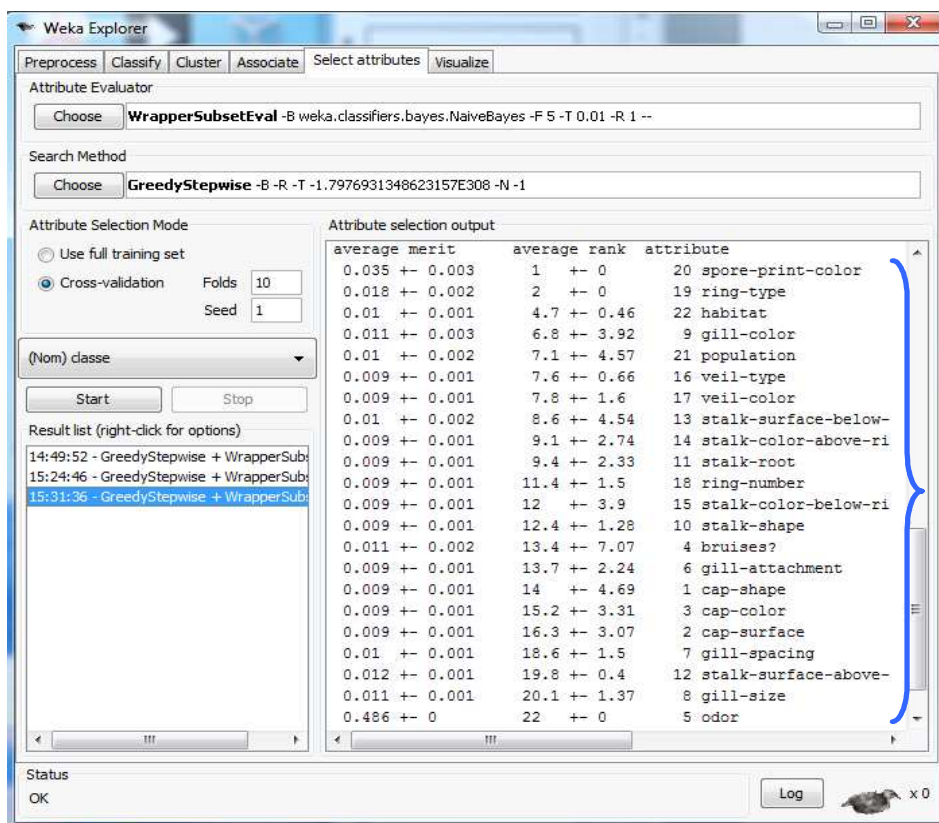 Weka Explorer
Preprocess Classify Cluster Associate Select attributes Visualize
Attribute Evaluator
Choose WrapperSubsetEval -B weka.classifiers.bayes.NaiveBayes -F 5 -T 0.01 -R 1 --
Search Method
Choose GreedyStepwise -B -R -T -1.7976931348623157E308 -N -1
Attribute Selection Mode
Use full training set
Cross-validation Folds 10
Seed 1
(Nom) classe
Start Stop
Result list (right-click for options)
14:49:52 - GreedyStepwise + WrapperSubs
15:24:46 - GreedyStepwise + WrapperSubs
15:31:36 - GreedyStepwise + WrapperSubs
Attribute selection output
average merit average rank attribute
0.035 +- 0.003 1 +- 0 20 spore-print-color
0.018 +- 0.002 2 +- 0 19 ring-type
0.01 +- 0.001 4.7 +- 0.46 22 habitat
0.011 +- 0.003 6.8 +- 3.92 9 gill-color
0.01 +- 0.002 7.1 +- 4.57 21 population
0.009 +- 0.001 7.6 +- 0.66 16 veil-type
0.009 +- 0.001 7.8 +- 1.6 17 veil-color
0.01 +- 0.002 8.6 +- 4.54 13 stalk-surface-below-
0.009 +- 0.001 9.1 +- 2.74 14 stalk-color-above-ri
0.009 +- 0.001 9.4 +- 2.33 11 stalk-root
0.009 +- 0.001 11.4 +- 1.5 18 ring-number
0.009 +- 0.001 12 +- 3.9 15 stalk-color-below-ri
0.009 +- 0.001 12.4 +- 1.28 10 stalk-shape
0.011 +- 0.002 13.4 +- 7.07 4 bruises?
0.009 +- 0.001 13.7 +- 2.24 6 gill-attachment
0.009 +- 0.001 14 +- 4.69 1 cap-shape
0.009 +- 0.001 15.2 +- 3.31 3 cap-color
0.009 +- 0.001 16.3 +- 3.07 2 cap-surface
0.01 +- 0.001 18.6 +- 1.5 7 gill-spacing
0.012 +- 0.001 19.8 +- 0.4 12 stalk-surface-above-
0.011 +- 0.001 20.1 +- 1.37 8 gill-size
0.486 +- 0 22 +- 0 5 odor
Status
OK
Log x 0